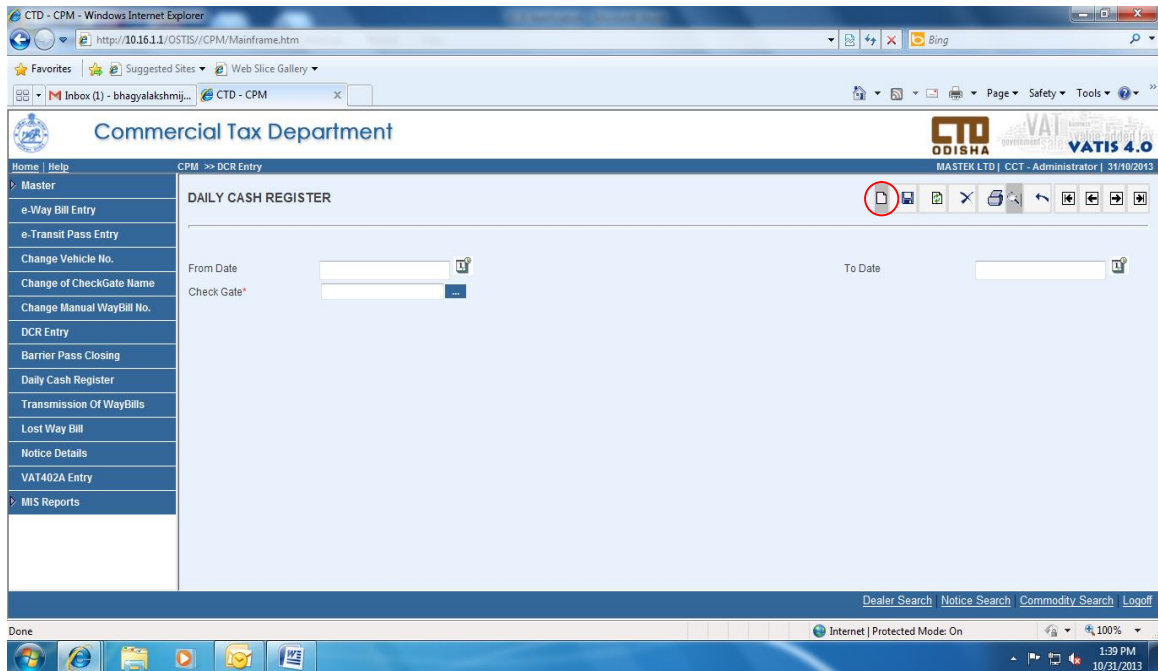 CTD - CPM - Windows Internet Explorer
http://10.16.1.1/OSTIS//CPM/Mainframe.htm
Bing
Favorites Suggested Sites Web Slice Gallery
Inbox (1) - bhagyalakshmij... CTD - CPM Page Safety Tools
Commercial Tax Department
CTD ODISHA
VAT value added tax
VATIS 4.0
Home | Help CPM >> DCR Entry MASTEK LTD | CCT - Administrator | 31/10/2013
Master
DAILY CASH REGISTER
e-Way Bill Entry
e-Transit Pass Entry
Change Vehicle No.
From Date To Date
Change of CheckGate Name
Check Gate* ...
Change Manual WayBill No.
DCR Entry
Barrier Pass Closing
Daily Cash Register
Transmission Of WayBills
Lost Way Bill
Notice Details
VAT402A Entry
MIS Reports
Dealer Search | Notice Search | Commodity Search | Logoff
Done Internet | Protected Mode: On 100%
1:39 PM
10/31/2013